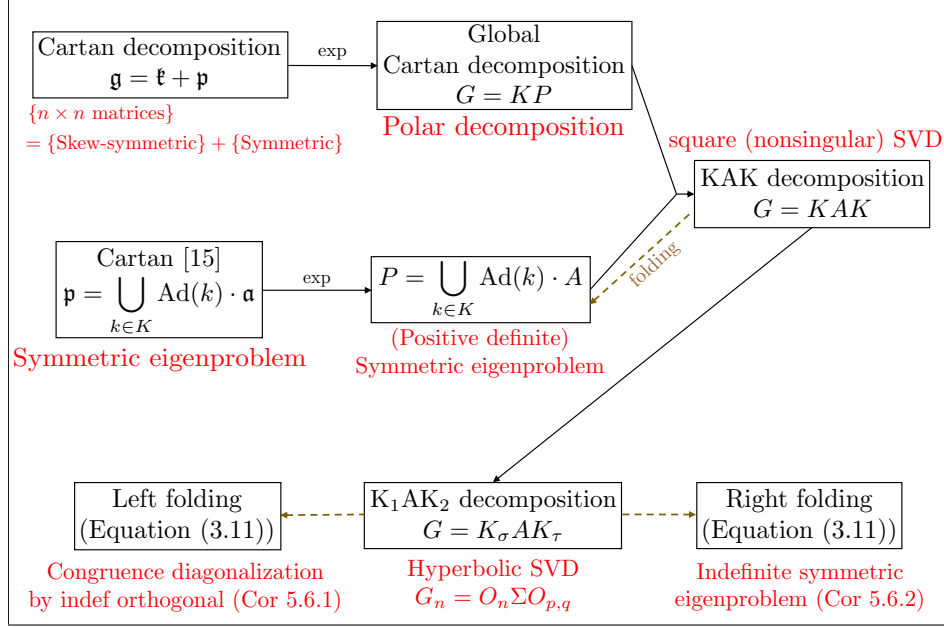 Cartan decomposition
𝔤 = 𝔨 + 𝔭
{n × n matrices}
= {Skew-symmetric} + {Symmetric}
exp
Global
Cartan decomposition
G = KP
Polar decomposition
square (nonsingular) SVD
KAK decomposition
G = KAK
Cartan [15]
𝔭 = ⋃ Ad(k) · 𝔞
k∈K
Symmetric eigenproblem
exp
P = ⋃ Ad(k) · A
k∈K
(Positive definite)
Symmetric eigenproblem
folding
Left folding
(Equation (3.11))
Congruence diagonalization
by indef orthogonal (Cor 5.6.1)
K₁AK₂ decomposition
G = K_σAK_τ
Hyperbolic SVD
G_n = O_nΣO_{p,q}
Right folding
(Equation (3.11))
Indefinite symmetric
eigenproblem (Cor 5.6.2)